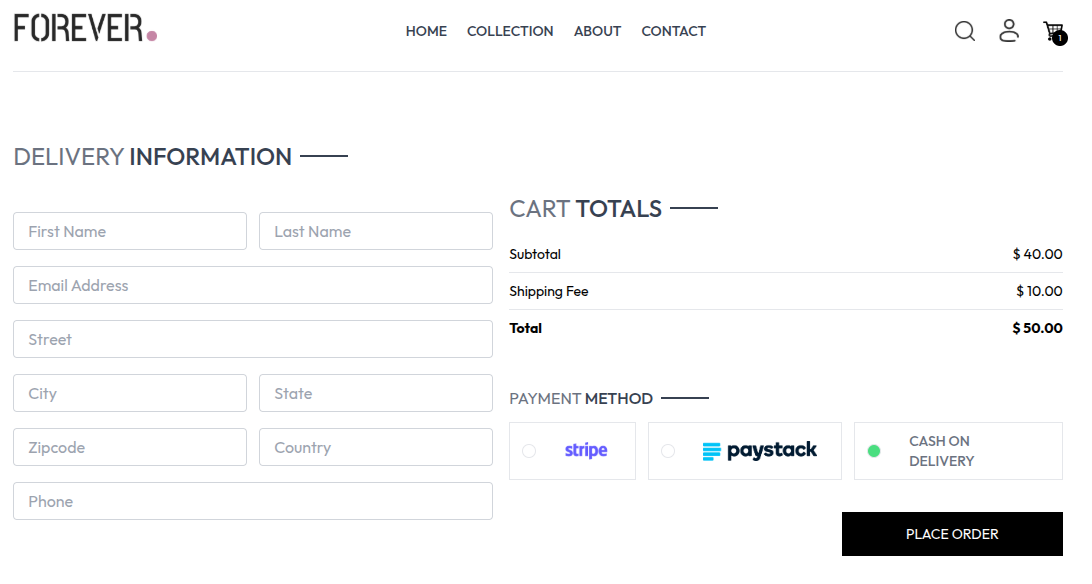 FOREVER.
HOME COLLECTION ABOUT CONTACT
1
DELIVERY INFORMATION
First Name Last Name
Email Address
Street
City State
Zipcode Country
Phone
CART TOTALS
Subtotal $ 40.00
Shipping Fee $ 10.00
Total $ 50.00
PAYMENT METHOD
stripe paystack CASH ON
DELIVERY
PLACE ORDER